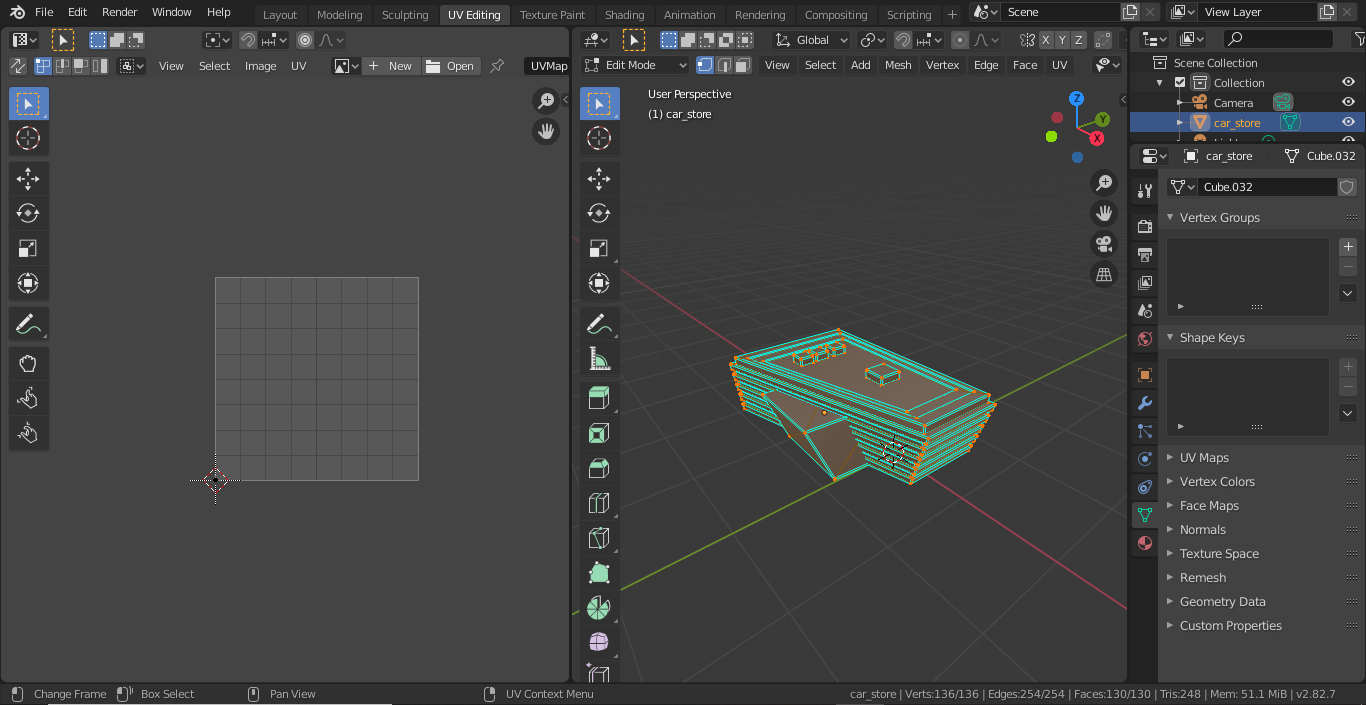 File Edit Render Window Help Layout Modeling Sculpting UV Editing Texture Paint Shading Animation Rendering Compositing Scripting + Scene View Layer
Global X Y Z
View Select Image UV New Open UVMap Edit Mode View Select Add Mesh Vertex Edge Face UV
Scene Collection
Collection
Camera
car_store
User Perspective
(1) car_store
Z
Y
X
car_store Cube.032
Cube.032
Vertex Groups
Shape Keys
UV Maps
Vertex Colors
Face Maps
Normals
Texture Space
Remesh
Geometry Data
Custom Properties
Change Frame Box Select Pan View UV Context Menu car_store | Verts:136/136 | Edges:254/254 | Faces:130/130 | Tris:248 | Mem: 51.1 MiB | v2.82.7